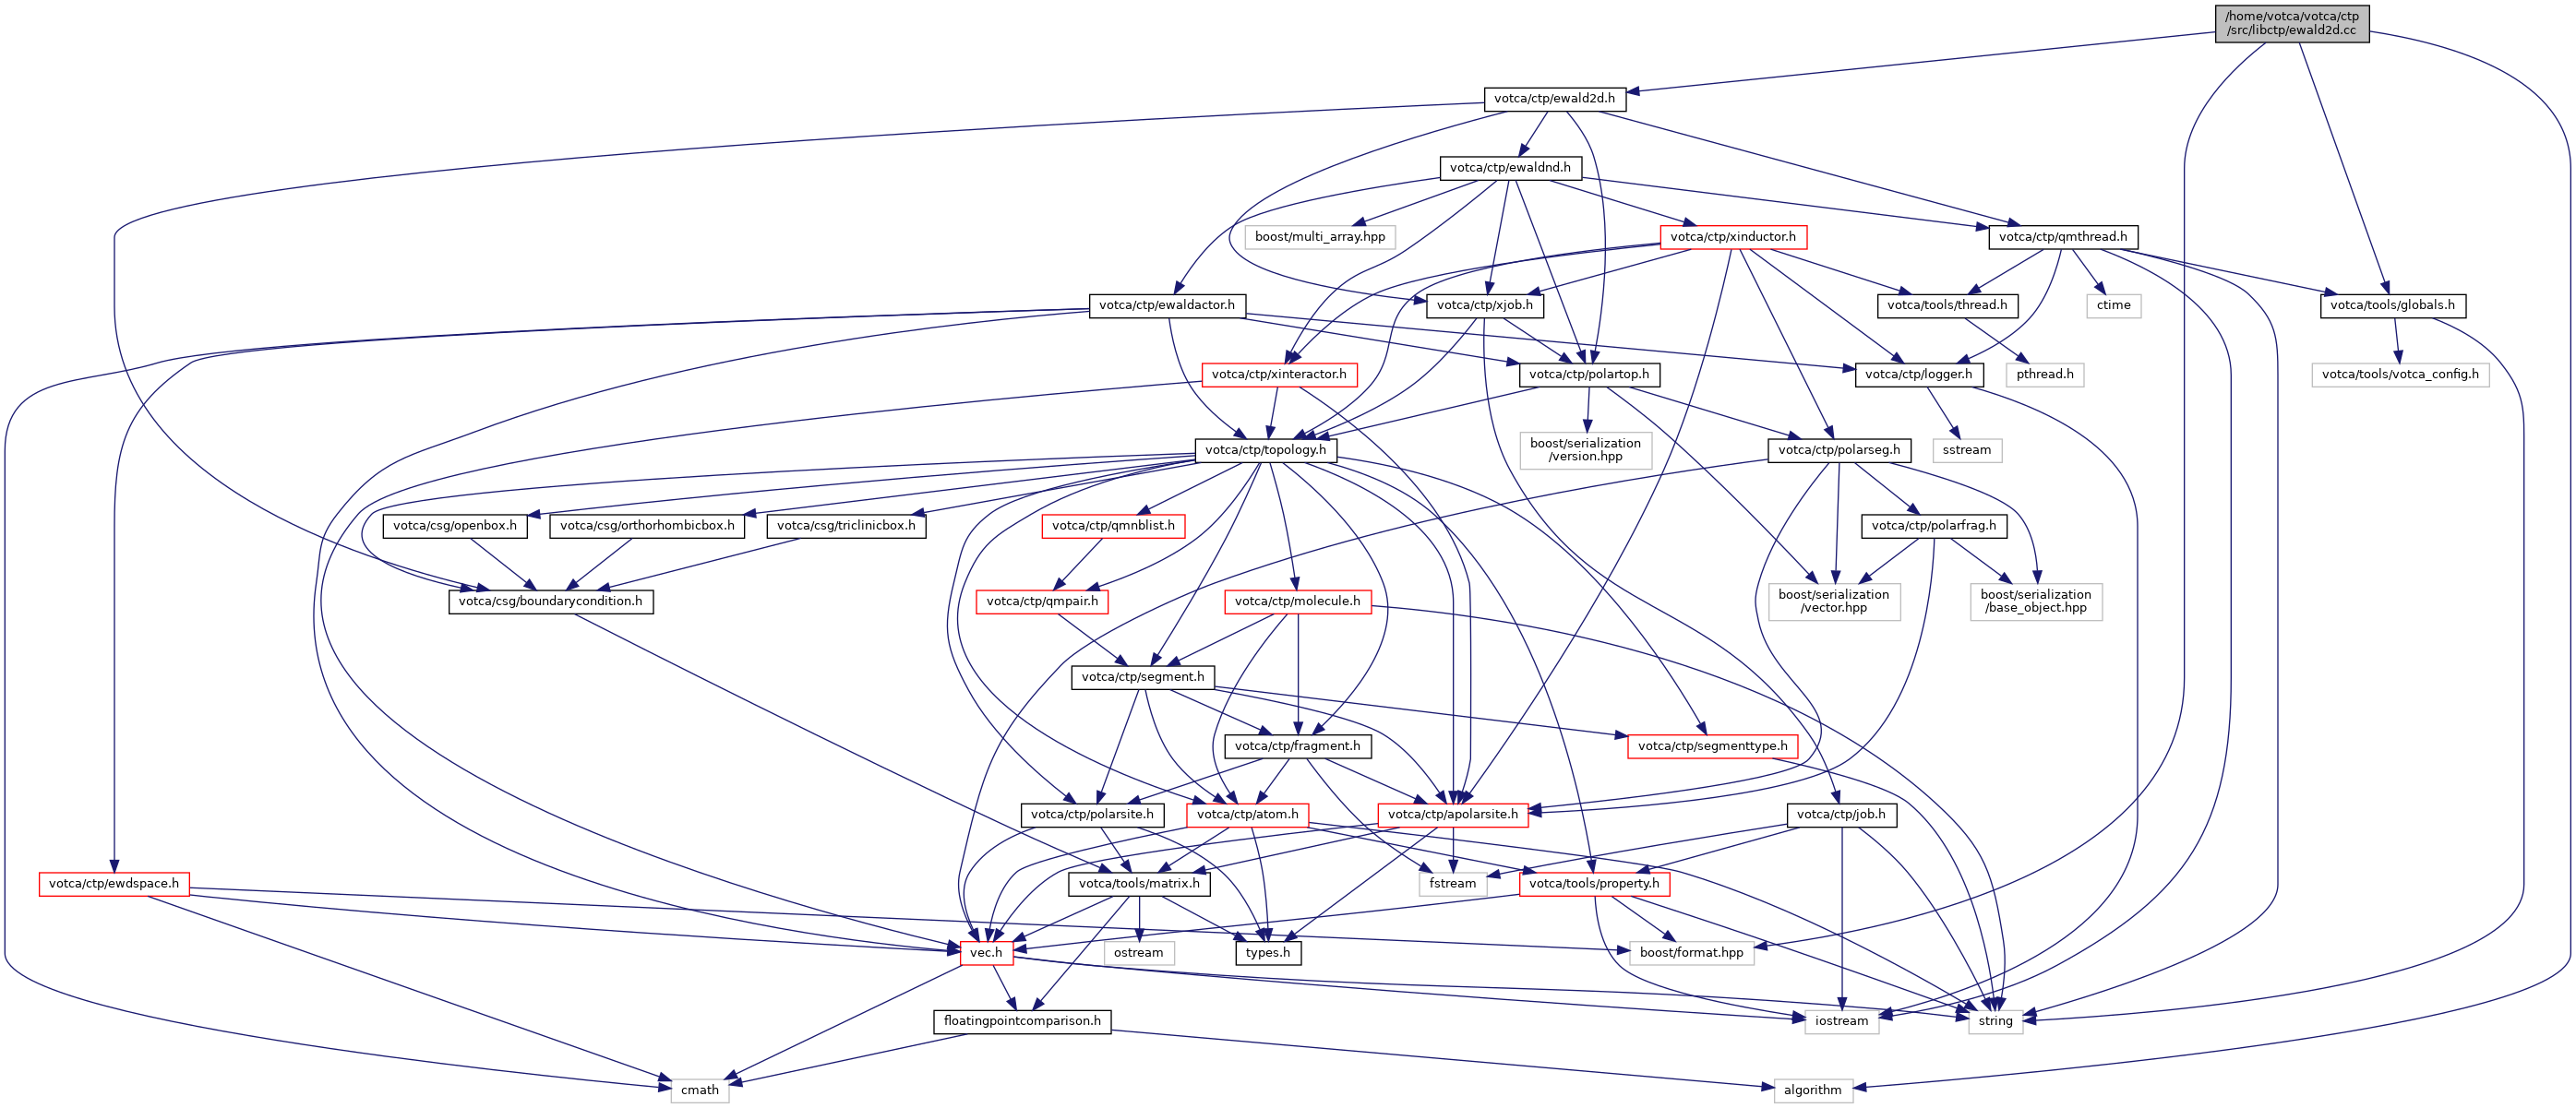 /home/votca/votca/ctp
/src/libctp/ewald2d.cc
votca/ctp/ewald2d.h
votca/ctp/ewaldnd.h
boost/multi_array.hpp
votca/ctp/xinductor.h
votca/ctp/qmthread.h
votca/ctp/ewaldactor.h
votca/ctp/xjob.h
votca/tools/thread.h
ctime
votca/tools/globals.h
votca/ctp/xinteractor.h
votca/ctp/polartop.h
votca/ctp/logger.h
pthread.h
votca/tools/votca_config.h
votca/ctp/topology.h
boost/serialization
/version.hpp
votca/ctp/polarseg.h
sstream
votca/csg/openbox.h
votca/csg/orthorhombicbox.h
votca/csg/triclinicbox.h
votca/ctp/qmnblist.h
votca/ctp/polarfrag.h
votca/csg/boundarycondition.h
votca/ctp/qmpair.h
votca/ctp/molecule.h
boost/serialization
/vector.hpp
boost/serialization
/base_object.hpp
votca/ctp/segment.h
votca/ctp/fragment.h
votca/ctp/segmenttype.h
votca/ctp/polarsite.h
votca/ctp/atom.h
votca/ctp/apolarsite.h
votca/ctp/job.h
votca/ctp/ewdspace.h
votca/tools/matrix.h
fstream
votca/tools/property.h
vec.h
ostream
types.h
boost/format.hpp
floatingpointcomparison.h
iostream
string
cmath
algorithm